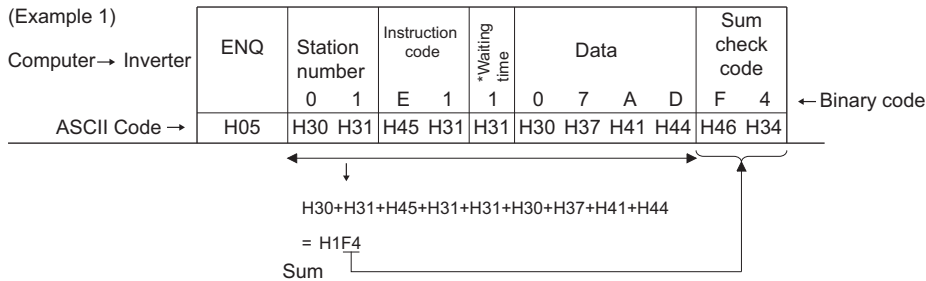 (Example 1)
Computer→ Inverter
ENQ
Station number
Instruction code
*Waiting time
Data
Sum check code
0 1 E 1 1 0 7 A D F 4
←Binary code
ASCII Code →
H05 H30 H31 H45 H31 H31 H30 H37 H41 H44 H46 H34
H30+H31+H45+H31+H31+H30+H37+H41+H44
= H1F4
Sum